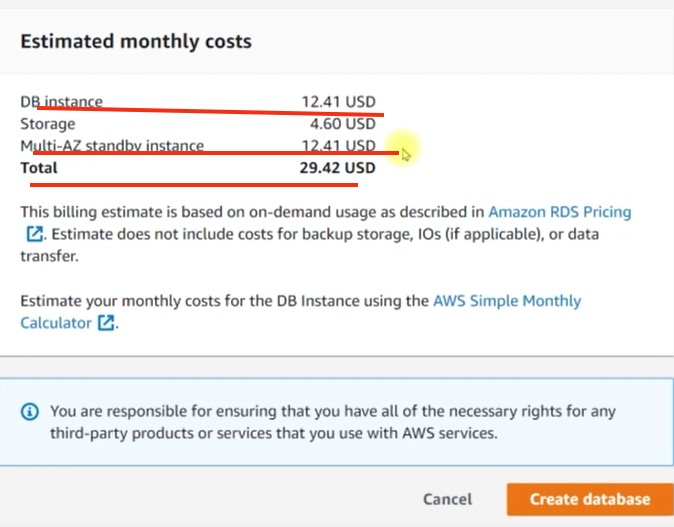 Estimated monthly costs
DB instance 12.41 USD
Storage 4.60 USD
Multi-AZ standby instance 12.41 USD
Total 29.42 USD
This billing estimate is based on on-demand usage as described in Amazon RDS Pricing
. Estimate does not include costs for backup storage, IOs (if applicable), or data
transfer.
Estimate your monthly costs for the DB Instance using the AWS Simple Monthly
Calculator .
You are responsible for ensuring that you have all of the necessary rights for any
third-party products or services that you use with AWS services.
Cancel Create database